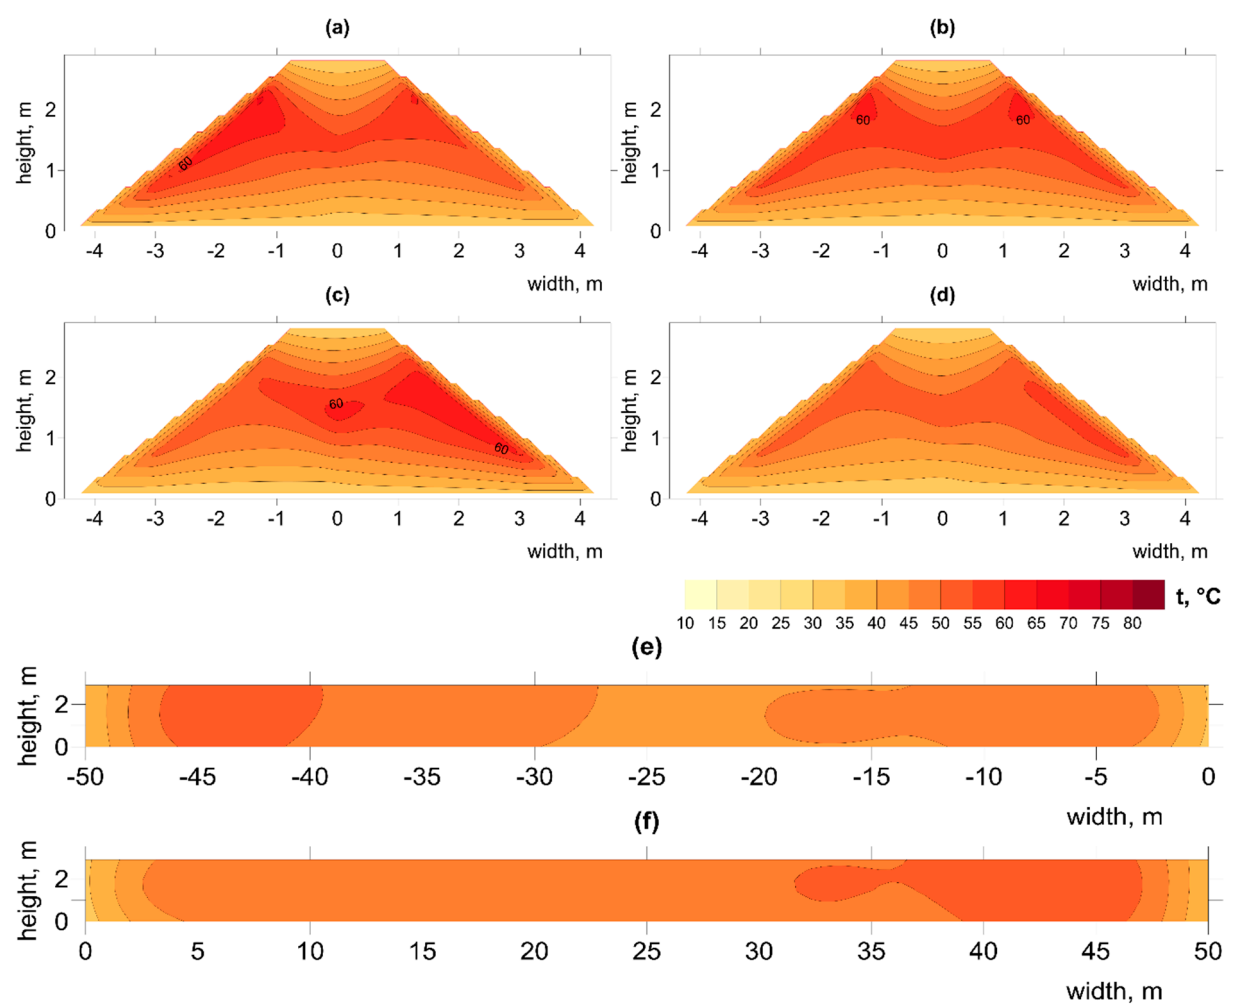 (a) (b)
height, m 2 1 0 60 height, m 2 1 0 60 60
-4 -3 -2 -1 0 1 2 3 4 -4 -3 -2 -1 0 1 2 3 4
width, m width, m
(c) (d)
height, m 2 1 0 60 60 height, m 2 1 0
-4 -3 -2 -1 0 1 2 3 4 -4 -3 -2 -1 0 1 2 3 4
width, m width, m
t, °C
10 15 20 25 30 35 40 45 50 55 60 65 70 75 80
(e)
height, m 2 0
-50 -45 -40 -35 -30 -25 -20 -15 -10 -5 0
width, m
(f)
height, m 2 0
0 5 10 15 20 25 30 35 40 45 50
width, m